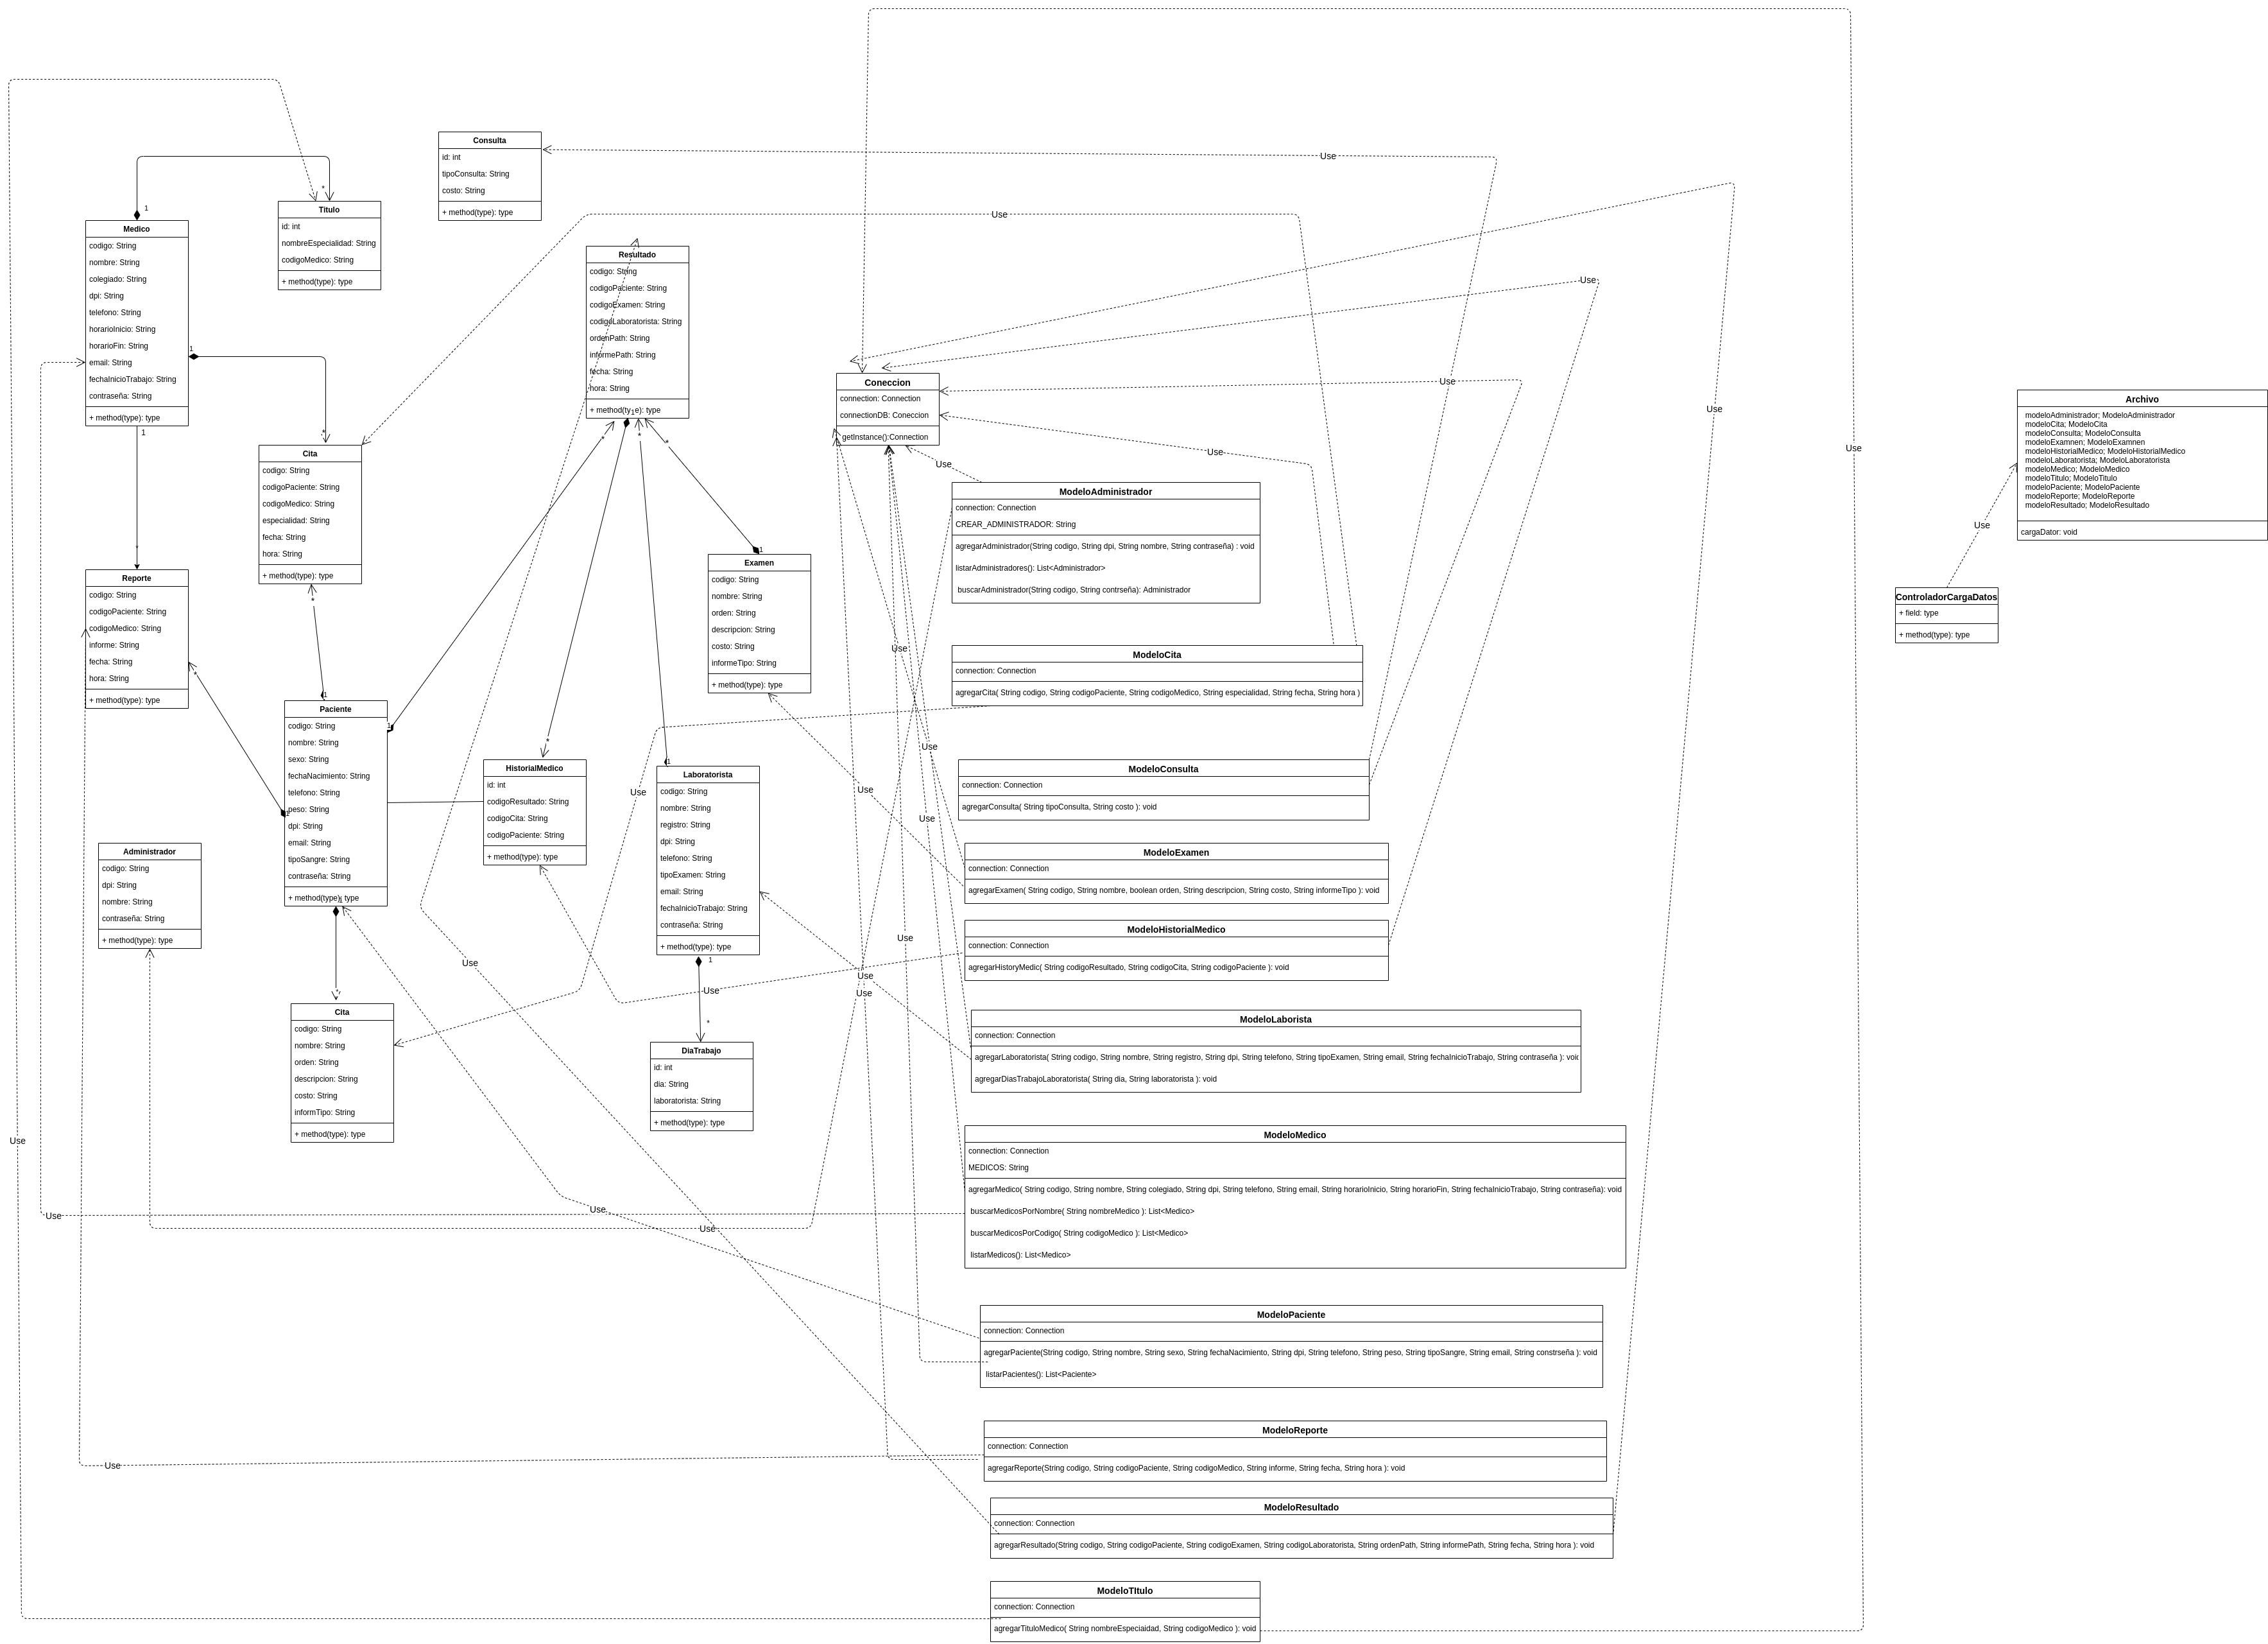 Consulta
id: int
tipoConsulta: String
costo: String
+ method(type): type
Use
Titulo
id: int
nombreEspecialidad: String
codigoMedico: String
+ method(type): type
1
*
Medico
codigo: String
nombre: String
colegiado: String
dpi: String
telefono: String
horarioInicio: String
horarioFin: String
email: String
fechaInicioTrabajo: String
contraseña: String
+ method(type): type
1
*
1
*
Use
Resultado
codigo: String
codigoPaciente: String
codigoExamen: String
codigoLaboratorista: String
ordenPath: String
informePath: String
fecha: String
hora: String
+ method(type): type
1
*
*
*
Use
Use
Use
Use
Coneccion
connection: Connection
connectionDB: Coneccion
getInstance():Connection
Use
Use
Archivo
modeloAdministrador; ModeloAdministrador
modeloCita; ModeloCita
modeloConsulta; ModeloConsulta
modeloExamnen; ModeloExamnen
modeloHistorialMedico; ModeloHistorialMedico
modeloLaboratorista; ModeloLaboratorista
modeloMedico; ModeloMedico
modeloTitulo; ModeloTitulo
modeloPaciente; ModeloPaciente
modeloReporte; ModeloReporte
modeloResultado; ModeloResultado
cargaDator: void
Use
ControladorCargaDatos
+ field: type
+ method(type): type
Cita
codigo: String
codigoPaciente: String
codigoMedico: String
especialidad: String
fecha: String
hora: String
+ method(type): type
*
1
ModeloAdministrador
connection: Connection
CREAR_ADMINISTRADOR: String
agregarAdministrador(String codigo, String dpi, String nombre, String contraseña) : void
listarAdministradores(): List<Administrador>
buscarAdministrador(String codigo, String contrseña): Administrador
Reporte
codigo: String
codigoPaciente: String
codigoMedico: String
informe: String
fecha: String
hora: String
+ method(type): type
*
Examen
codigo: String
nombre: String
orden: String
descripcion: String
costo: String
informeTipo: String
+ method(type): type
1
Use
ModeloCita
connection: Connection
agregarCita( String codigo, String codigoPaciente, String codigoMedico, String especialidad, String fecha, String hora )
Paciente
codigo: String
nombre: String
sexo: String
fechaNacimiento: String
telefono: String
peso: String
dpi: String
email: String
tipoSangre: String
contraseña: String
+ method(type): type
1
1
1
*
Use
Use
Use
Use
ModeloConsulta
connection: Connection
agregarConsulta( String tipoConsulta, String costo ): void
HistorialMedico
id: int
codigoResultado: String
codigoCita: String
codigoPaciente: String
+ method(type): type
*
Laboratorista
codigo: String
nombre: String
registro: String
dpi: String
telefono: String
tipoExamen: String
email: String
fechaInicioTrabajo: String
contraseña: String
+ method(type): type
1
1
*
Administrador
codigo: String
dpi: String
nombre: String
contraseña: String
+ method(type): type
ModeloExamen
connection: Connection
agregarExamen( String codigo, String nombre, boolean orden, String descripcion, String costo, String informeTipo ): void
Use
Use
Use
Use
Use
ModeloHistorialMedico
connection: Connection
agregarHistoryMedic( String codigoResultado, String codigoCita, String codigoPaciente ): void
Cita
codigo: String
nombre: String
orden: String
descripcion: String
costo: String
informTipo: String
+ method(type): type
DiaTrabajo
id: int
dia: String
laboratorista: String
+ method(type): type
ModeloLaborista
connection: Connection
agregarLaboratorista( String codigo, String nombre, String registro, String dpi, String telefono, String tipoExamen, String email, String fechaInicioTrabajo, String contraseña ): void
agregarDiasTrabajoLaboratorista( String dia, String laboratorista ): void
Use
ModeloMedico
connection: Connection
MEDICOS: String
agregarMedico( String codigo, String nombre, String colegiado, String dpi, String telefono, String email, String horarioInicio, String horarioFin, String fechaInicioTrabajo, String contraseña): void
buscarMedicosPorNombre( String nombreMedico ): List<Medico>
buscarMedicosPorCodigo( String codigoMedico ): List<Medico>
listarMedicos(): List<Medico>
Use
Use
Use
ModeloPaciente
connection: Connection
agregarPaciente(String codigo, String nombre, String sexo, String fechaNacimiento, String dpi, String telefono, String peso, String tipoSangre, String email, String constrseña ): void
listarPacientes(): List<Paciente>
ModeloReporte
connection: Connection
agregarReporte(String codigo, String codigoPaciente, String codigoMedico, String informe, String fecha, String hora ): void
Use
ModeloResultado
connection: Connection
agregarResultado(String codigo, String codigoPaciente, String codigoExamen, String codigoLaboratorista, String ordenPath, String informePath, String fecha, String hora ): void
ModeloTItulo
connection: Connection
agregarTituloMedico( String nombreEspeciaidad, String codigoMedico ): void